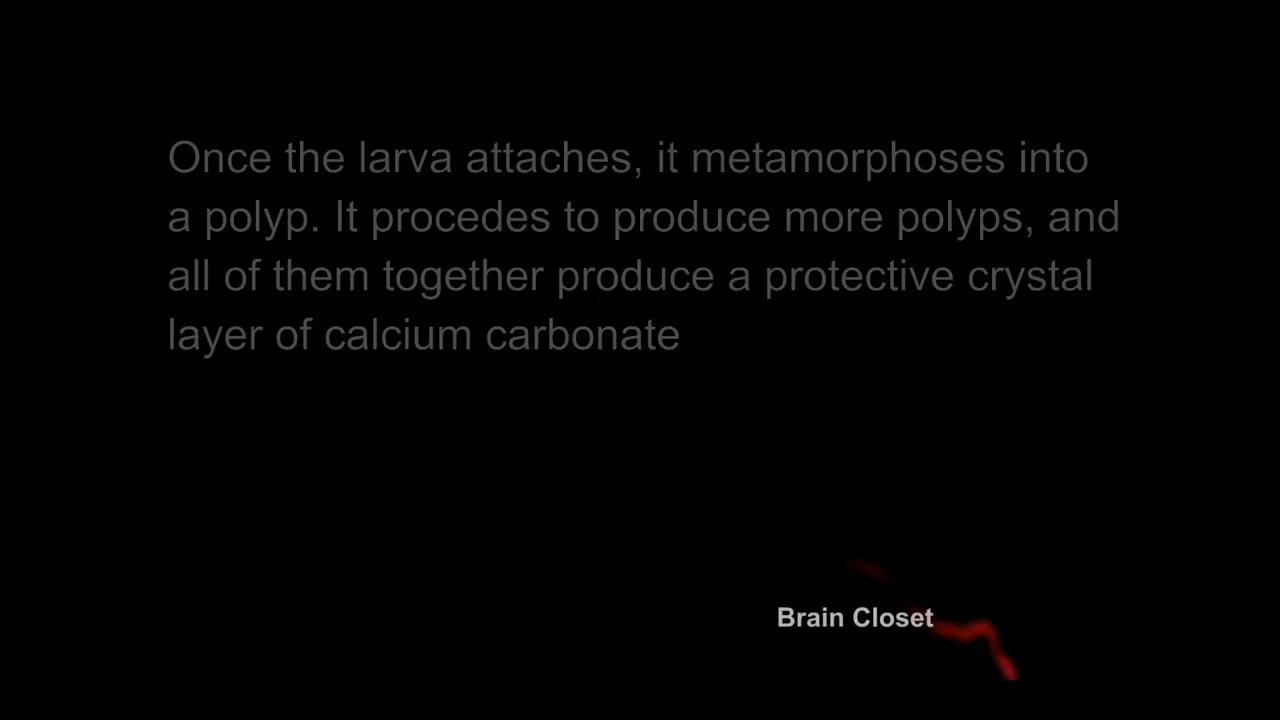 Once the larva attaches, it metamorphoses into
a polyp. It procedes to produce more polyps, and
all of them together produce a protective crystal
layer of calcium carbonate
Brain Closet